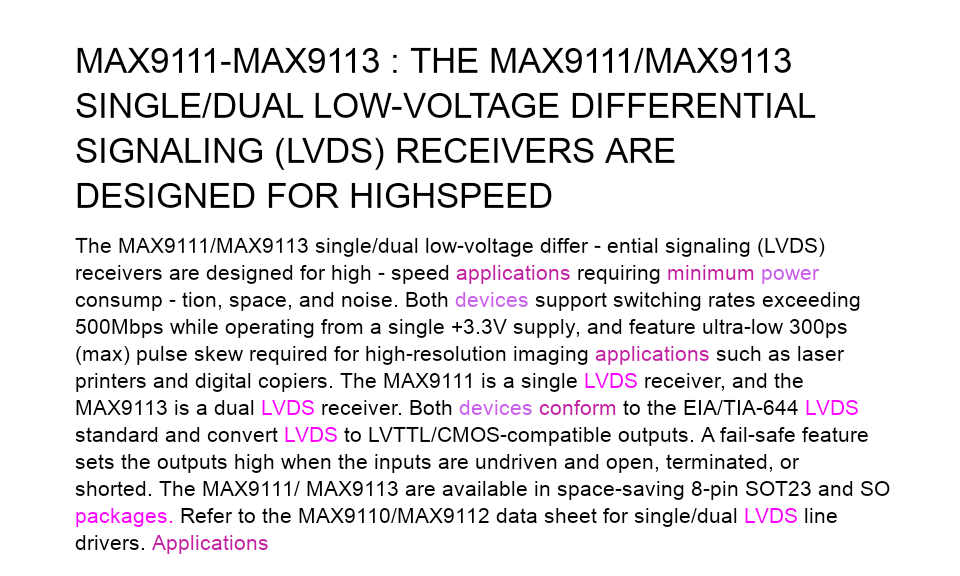 MAX9111-MAX9113 : THE MAX9111/MAX9113
SINGLE/DUAL LOW-VOLTAGE DIFFERENTIAL
SIGNALING (LVDS) RECEIVERS ARE
DESIGNED FOR HIGHSPEED
The MAX9111/MAX9113 single/dual low-voltage differ - ential signaling (LVDS)
receivers are designed for high - speed applications requiring minimum power
consump - tion, space, and noise. Both devices support switching rates exceeding
500Mbps while operating from a single +3.3V supply, and feature ultra-low 300ps
(max) pulse skew required for high-resolution imaging applications such as laser
printers and digital copiers. The MAX9111 is a single LVDS receiver, and the
MAX9113 is a dual LVDS receiver. Both devices conform to the EIA/TIA-644 LVDS
standard and convert LVDS to LVTTL/CMOS-compatible outputs. A fail-safe feature
sets the outputs high when the inputs are undriven and open, terminated, or
shorted. The MAX9111/ MAX9113 are available in space-saving 8-pin SOT23 and SO
packages. Refer to the MAX9110/MAX9112 data sheet for single/dual LVDS line
drivers. Applications